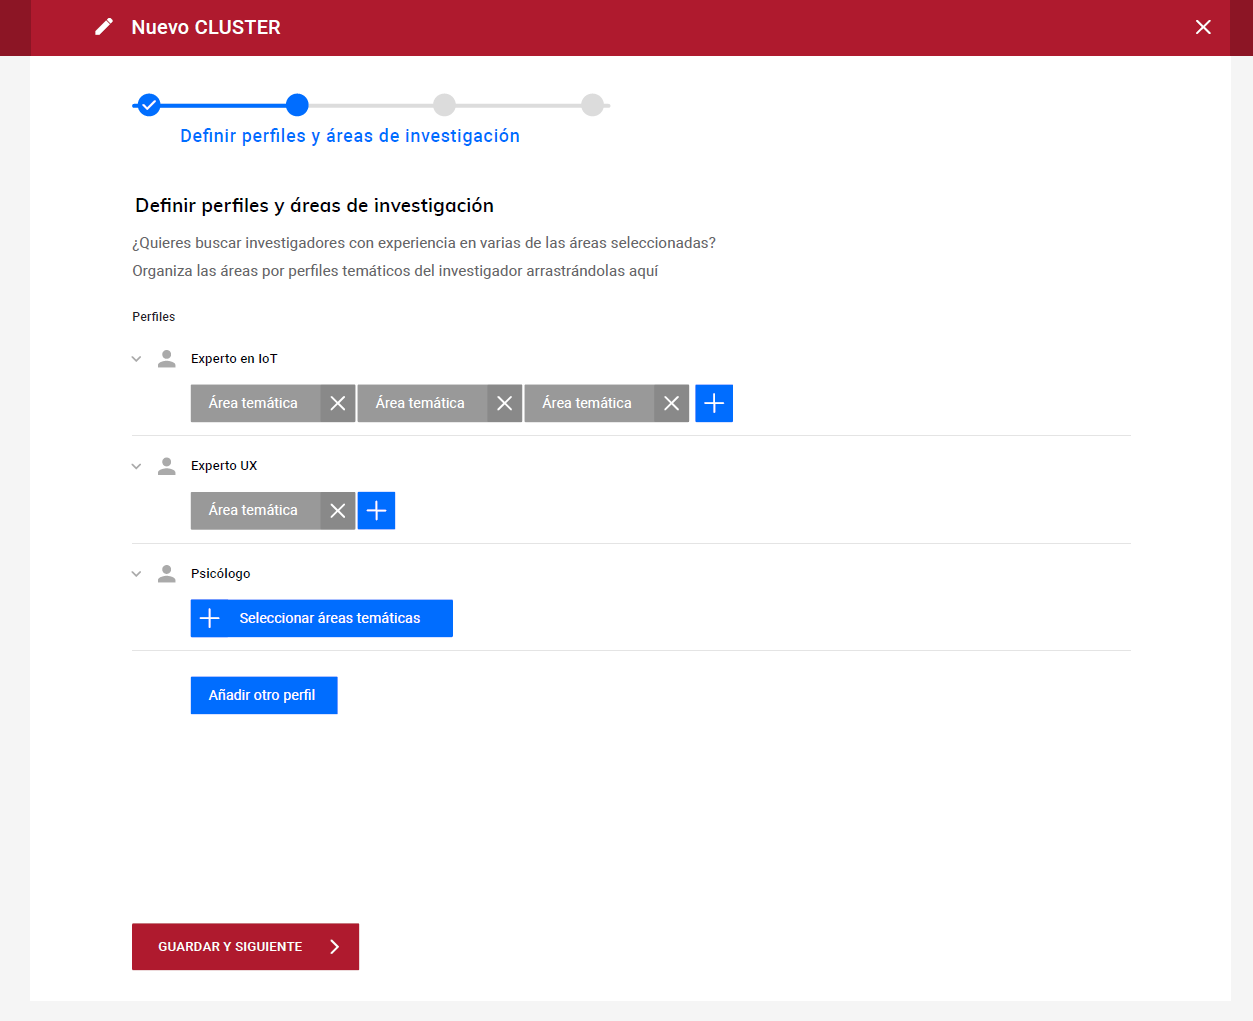 Nuevo CLUSTER
Definir perfiles y áreas de investigación
Definir perfiles y áreas de investigación
¿Quieres buscar investigadores con experiencia en varias de las áreas seleccionadas?
Organiza las áreas por perfiles temáticos del investigador arrastrándolas aquí
Perfiles
Experto en IoT
Área temática Área temática Área temática
Experto UX
Área temática
Psicólogo
Seleccionar áreas temáticas
Añadir otro perfil
GUARDAR Y SIGUIENTE